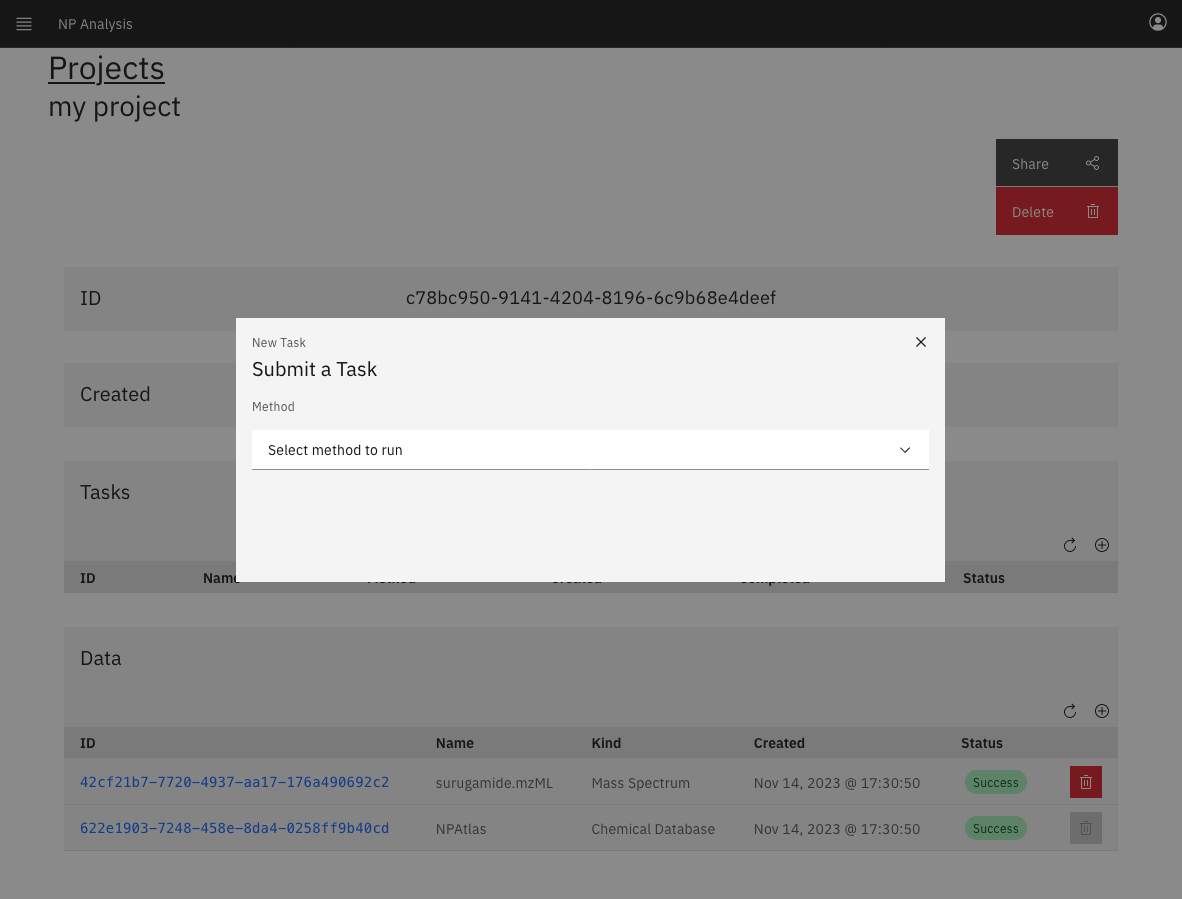 NP Analysis
Projects
my project
Share
Delete
ID c78bc950-9141-4204-8196-6c9b68e4deef
New Task
Submit a Task
Created
Method
Select method to run
Tasks
ID Name Method Created Completed Status
Data
ID Name Kind Created Status
42cf21b7-7720-4937-aa17-176a490692c2 surugamide.mzML Mass Spectrum Nov 14, 2023 @ 17:30:50 Success
622e1903-7248-458e-8da4-0258ff9b40cd NPAtlas Chemical Database Nov 14, 2023 @ 17:30:50 Success